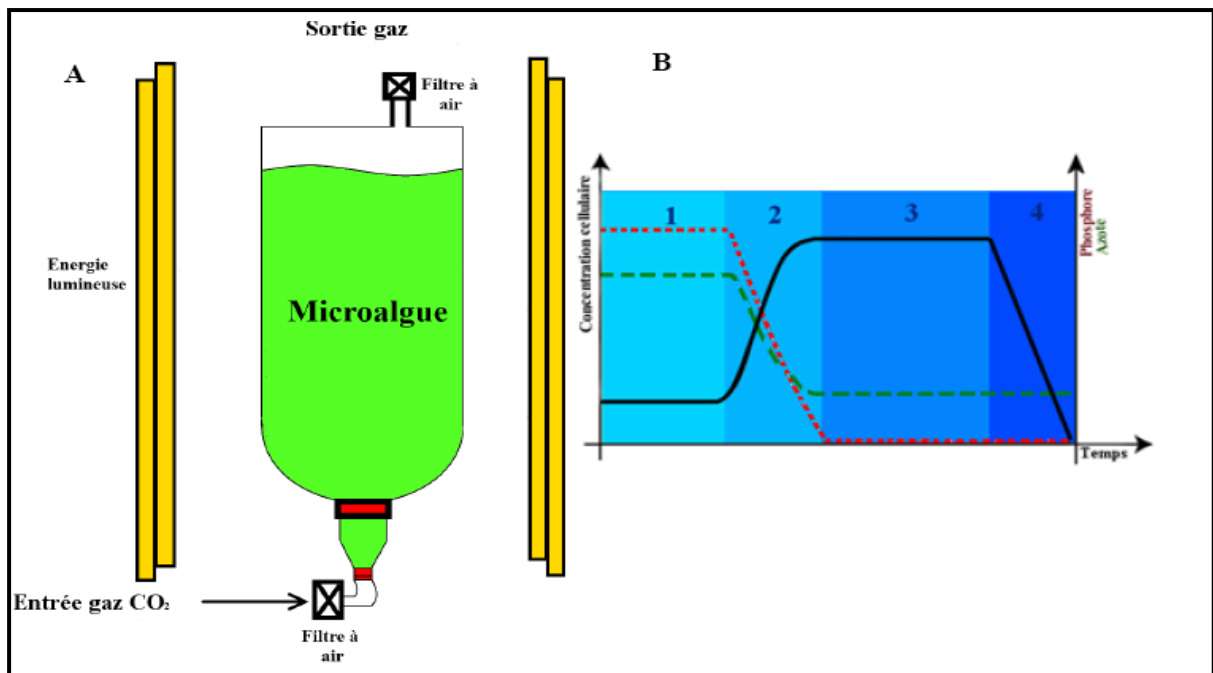 Sortie gaz
A
Filtre à
air
Energie
lumineuse
Microalgue
Entrée gaz CO₂
Filtre à
air
B
Concentration cellulaire
1
2
3
4
Phosphore
Azote
Temps